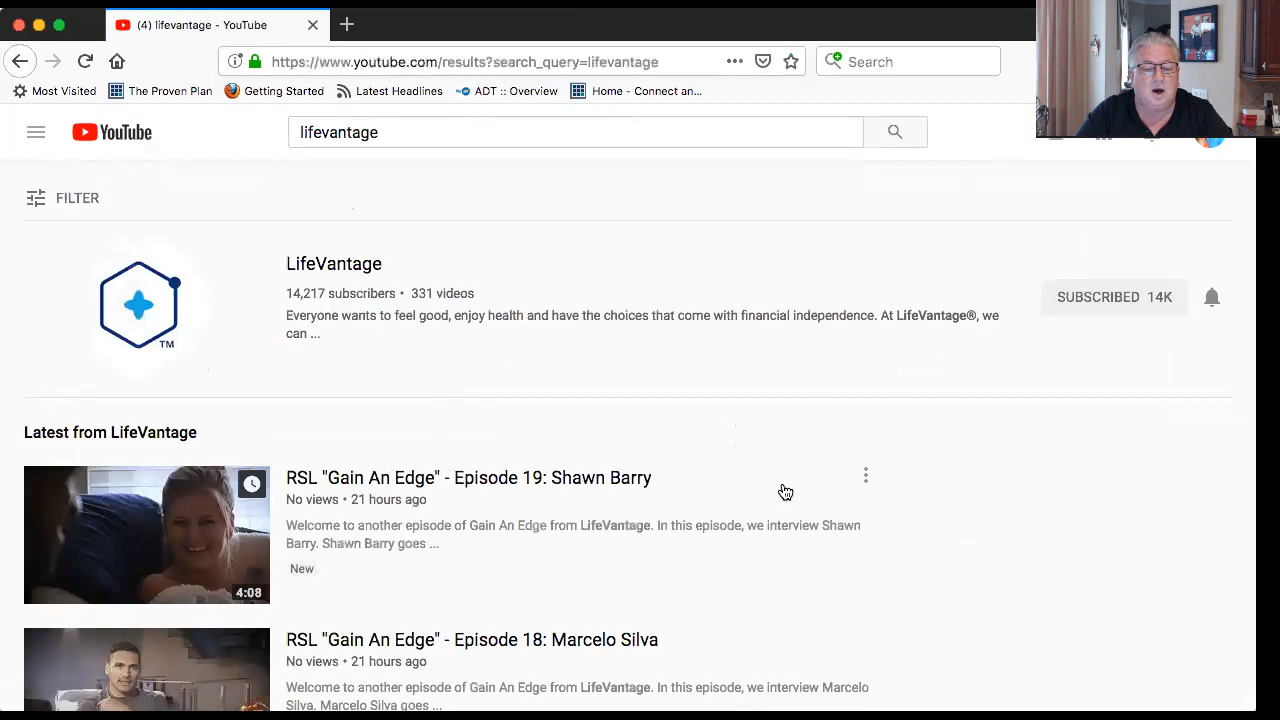 (4) lifevantage - YouTube
https://www.youtube.com/results?search_query=lifevantage
Search
Most Visited
The Proven Plan
Getting Started
Latest Headlines
ADT :: Overview
Home - Connect an...
YouTube
lifevantage
FILTER
LifeVantage
14,217 subscribers • 331 videos
Everyone wants to feel good, enjoy health and have the choices that come with financial independence. At LifeVantage®, we
can ...
SUBSCRIBED 14K
TM
Latest from LifeVantage
RSL "Gain An Edge" - Episode 19: Shawn Barry
No views • 21 hours ago
Welcome to another episode of Gain An Edge from LifeVantage. In this episode, we interview Shawn
Barry. Shawn Barry goes ...
New
4:08
RSL "Gain An Edge" - Episode 18: Marcelo Silva
No views • 21 hours ago
Welcome to another episode of Gain An Edge from LifeVantage. In this episode, we interview Marcelo
Silva. Marcelo Silva goes ...